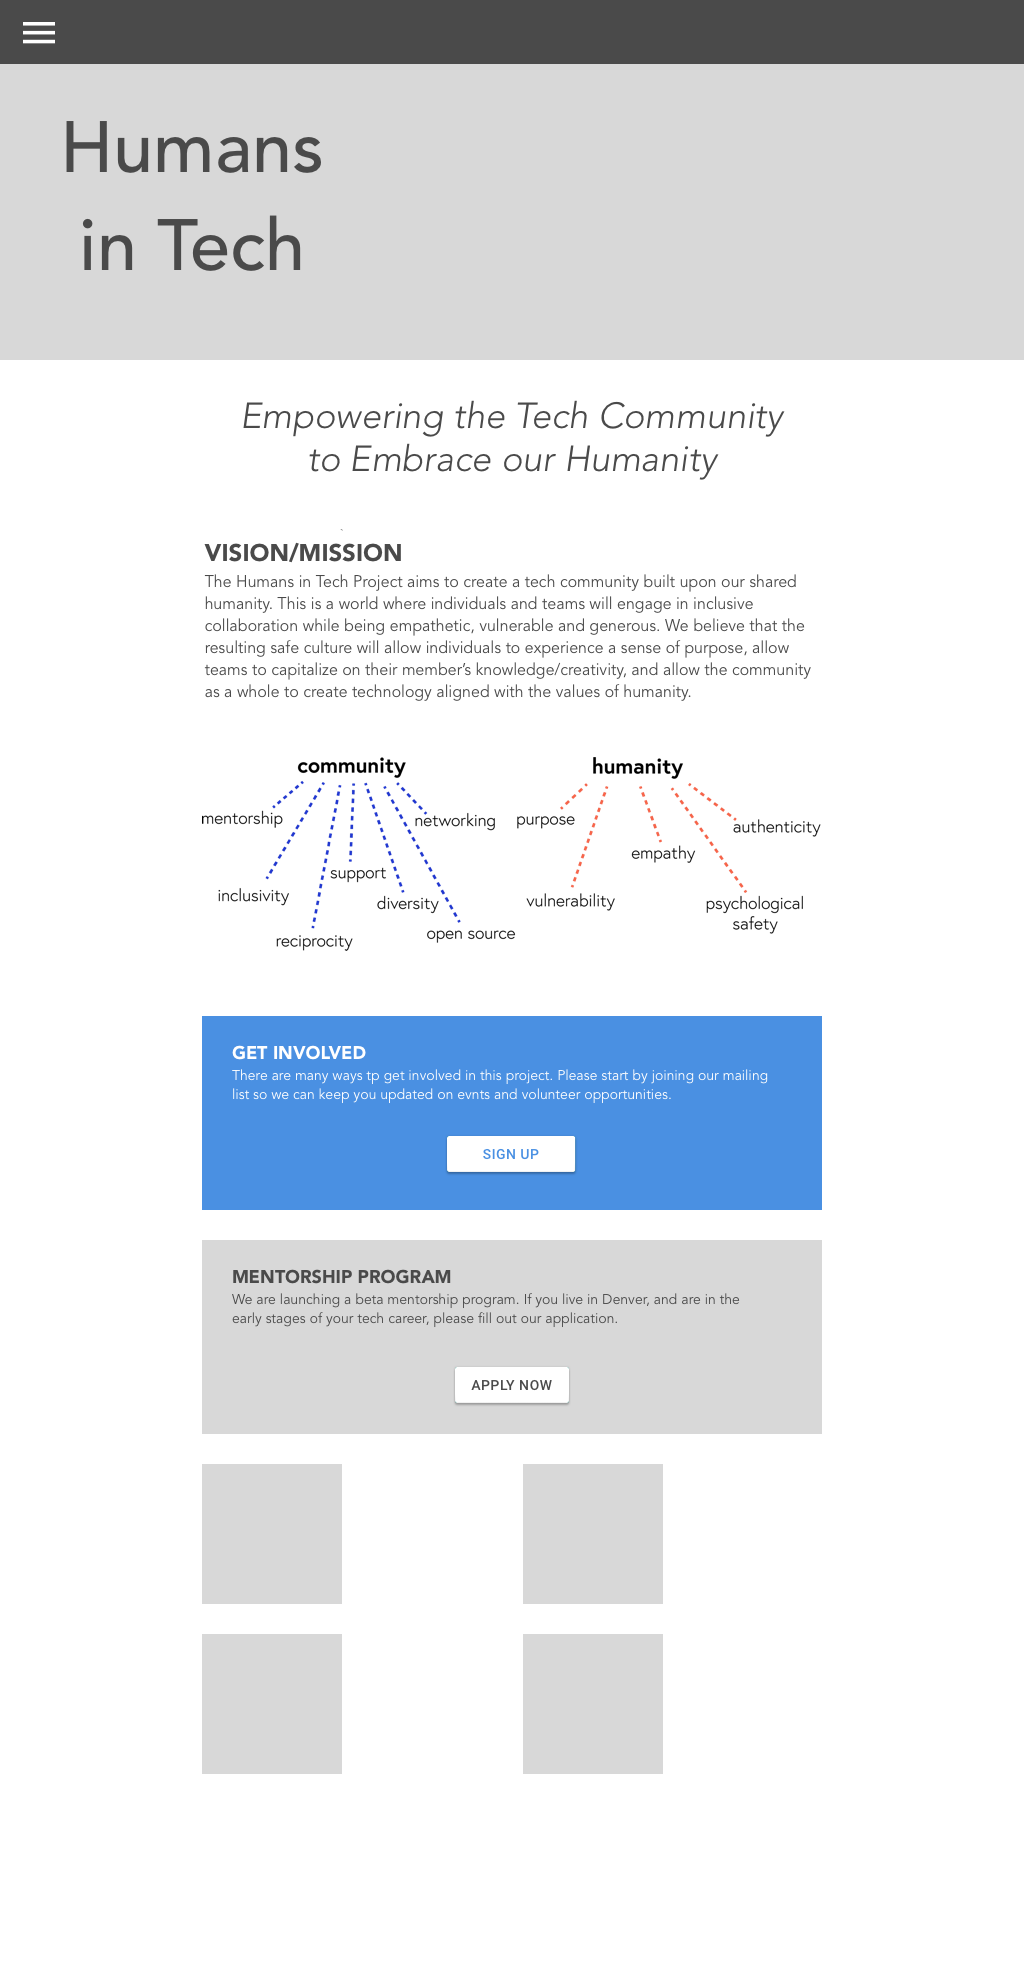 Humans
in Tech
Empowering the Tech Community
to Embrace our Humanity
VISION/MISSION
The Humans in Tech Project aims to create a tech community built upon our shared
humanity. This is a world where individuals and teams will engage in inclusive
collaboration while being empathetic, vulnerable and generous. We believe that the
resulting safe culture will allow individuals to experience a sense of purpose, allow
teams to capitalize on their member’s knowledge/creativity, and allow the community
as a whole to create technology aligned with the values of humanity.
community
mentorship
networking
support
inclusivity
diversity
reciprocity
open source
humanity
purpose
authenticity
empathy
vulnerability
psychological
safety
GET INVOLVED
There are many ways tp get involved in this project. Please start by joining our mailing
list so we can keep you updated on evnts and volunteer opportunities.
SIGN UP
MENTORSHIP PROGRAM
We are launching a beta mentorship program. If you live in Denver, and are in the
early stages of your tech career, please fill out our application.
APPLY NOW